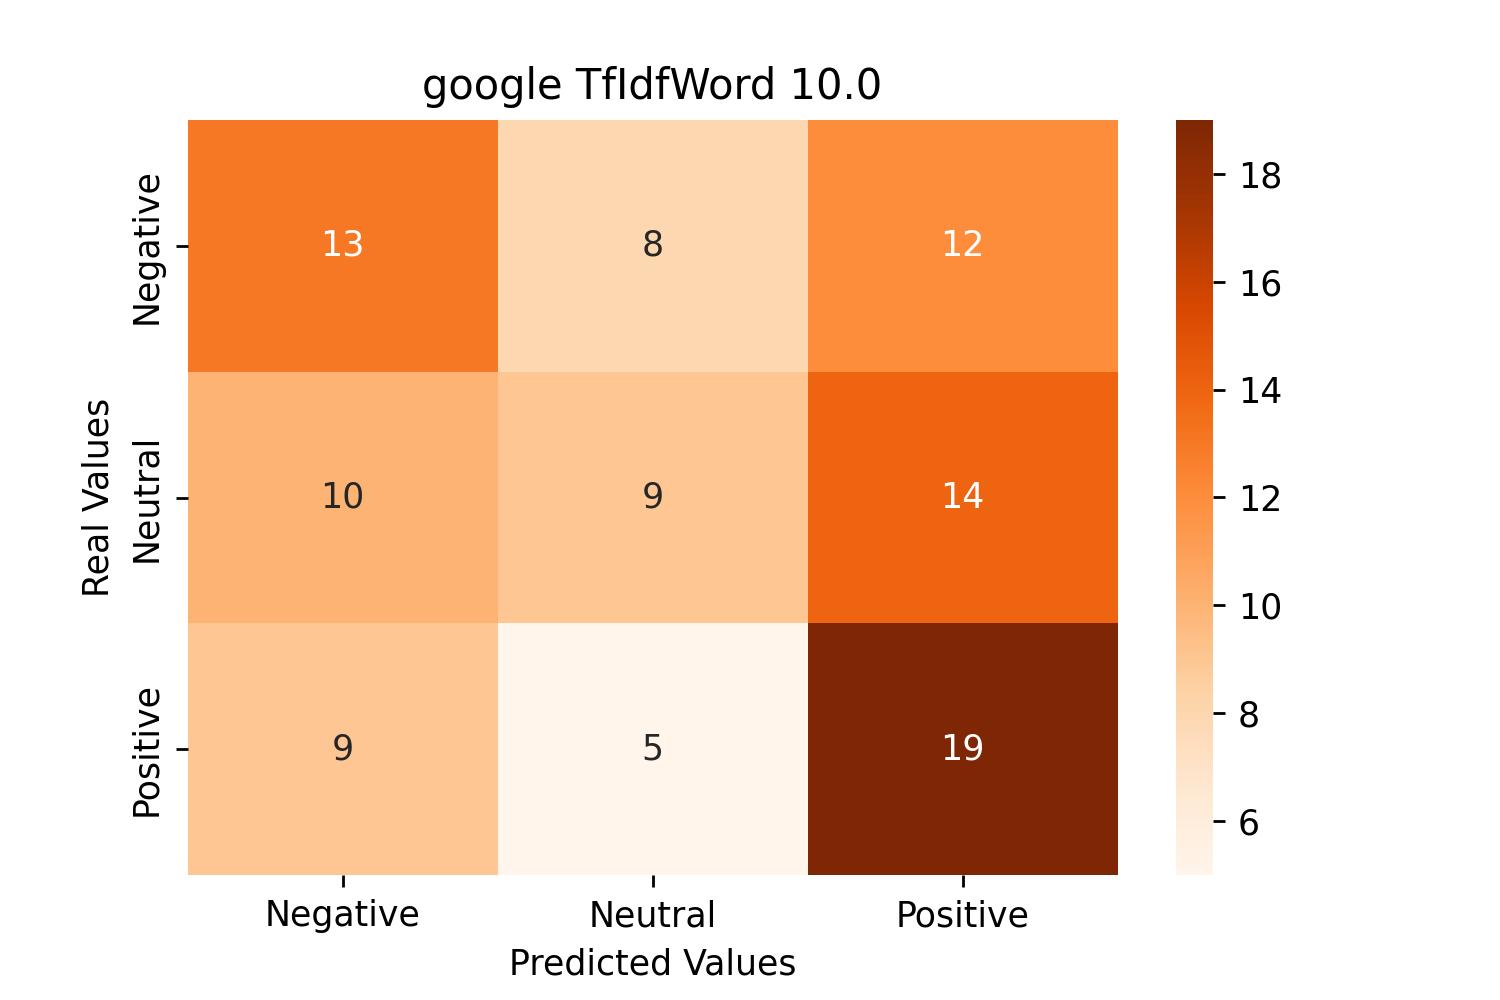 google TfIdfWord 10.0
Real Values
Negative
13 8 12
Neutral
10 9 14
Positive
9 5 19
Negative Neutral Positive
Predicted Values
18
16
14
12
10
8
6